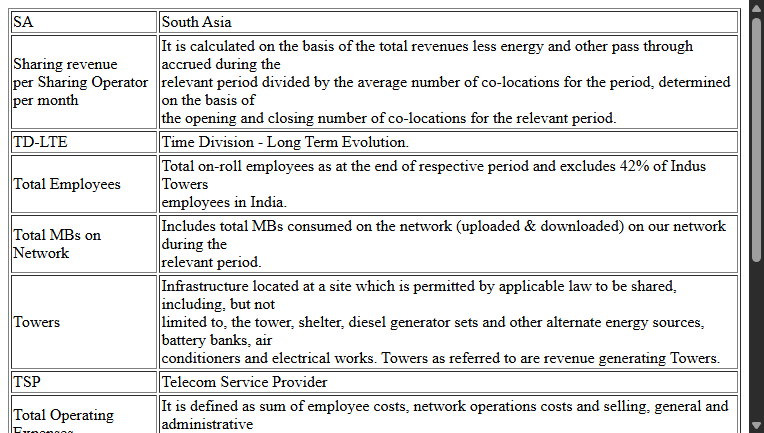 SA
South Asia
Sharing revenue
per Sharing Operator
per month
It is calculated on the basis of the total revenues less energy and other pass through
accrued during the
relevant period divided by the average number of co-locations for the period, determined
on the basis of
the opening and closing number of co-locations for the relevant period.
TD-LTE
Time Division - Long Term Evolution.
Total Employees
Total on-roll employees as at the end of respective period and excludes 42% of Indus
Towers
employees in India.
Total MBs on
Network
Includes total MBs consumed on the network (uploaded & downloaded) on our network
during the
relevant period.
Towers
Infrastructure located at a site which is permitted by applicable law to be shared,
including, but not
limited to, the tower, shelter, diesel generator sets and other alternate energy sources,
battery banks, air
conditioners and electrical works. Towers as referred to are revenue generating Towers.
TSP
Telecom Service Provider
Total Operating
Expenses
It is defined as sum of employee costs, network operations costs and selling, general and
administrative